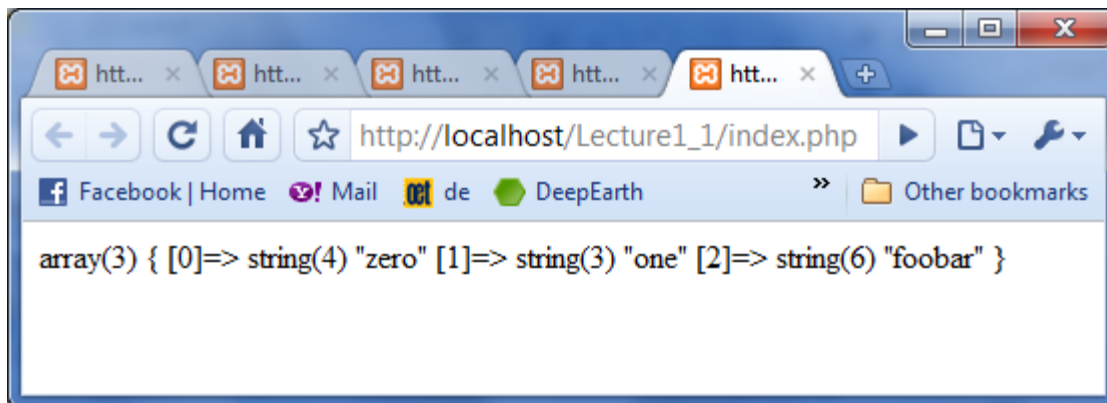 htt... htt... htt... htt... htt...
http://localhost/Lecture1_1/index.php
Facebook | Home Y! Mail œt de DeepEarth » Other bookmarks
array(3) { [0]=> string(4) "zero" [1]=> string(3) "one" [2]=> string(6) "foobar" }